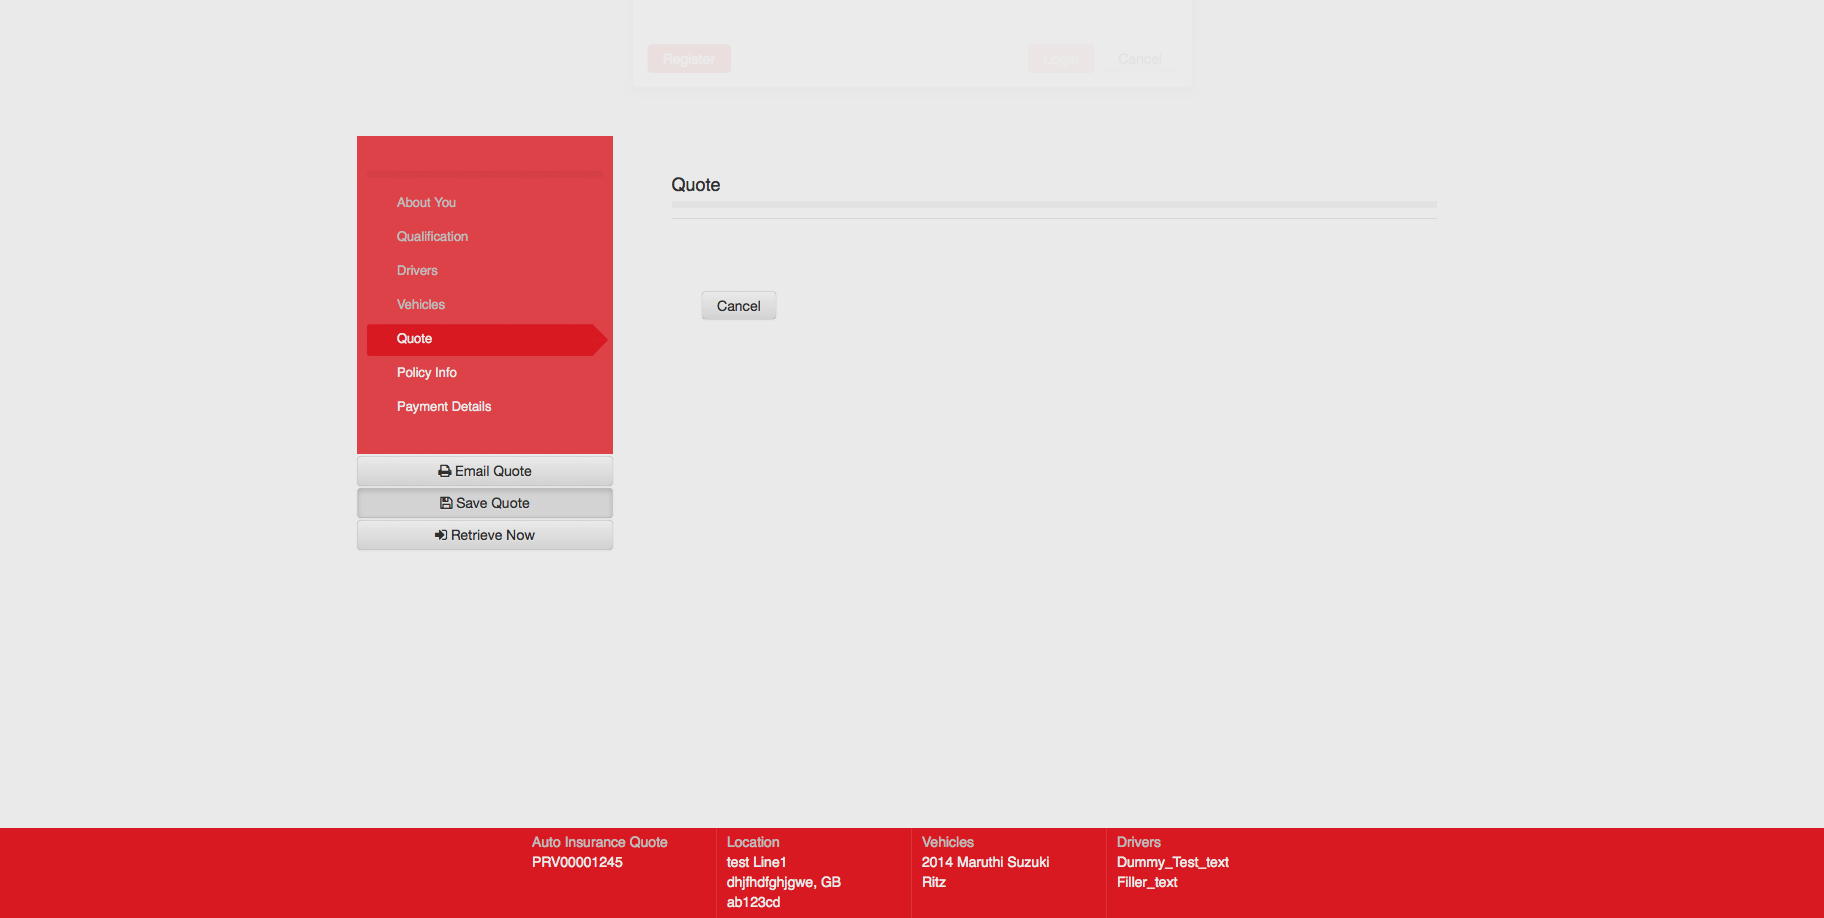 Register
Login
Cancel
About You
Qualification
Drivers
Vehicles
Quote
Policy Info
Payment Details
Email Quote
Save Quote
Retrieve Now
Quote
Cancel
Auto Insurance Quote
PRV00001245
Location
test Line1
dhjfhdfghjgwe, GB
ab123cd
Vehicles
2014 Maruthi Suzuki
Ritz
Drivers
Dummy_Test_text
Filler_text